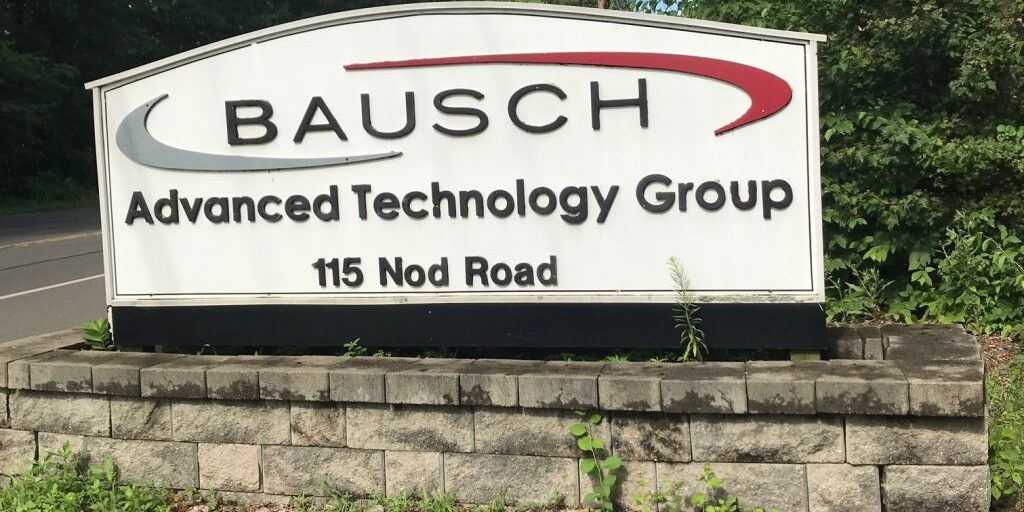 BAUSCH
Advanced Technology Group
115 Nod Road